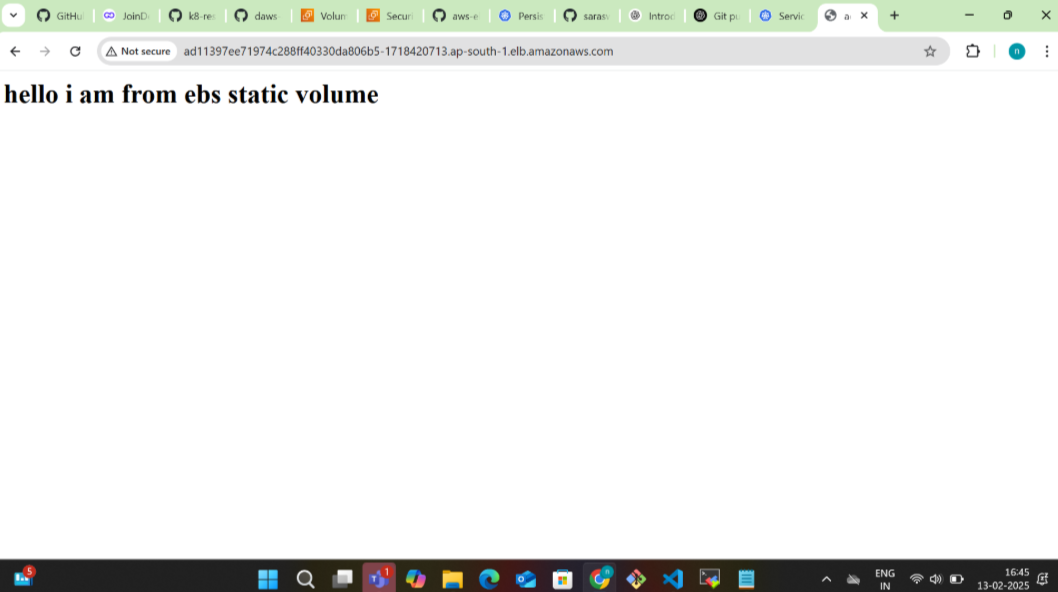 GitHu
JoinD
k8-re
daws
Volun
Securi
aws-e
Persis
saras
Introd
Git pu
Servic
a
Not secure
ad11397ee71974c288ff40330da806b5-1718420713.ap-south-1.elb.amazonaws.com
n
hello i am from ebs static volume
5
1
n
ENG
IN
16:45
13-02-2025